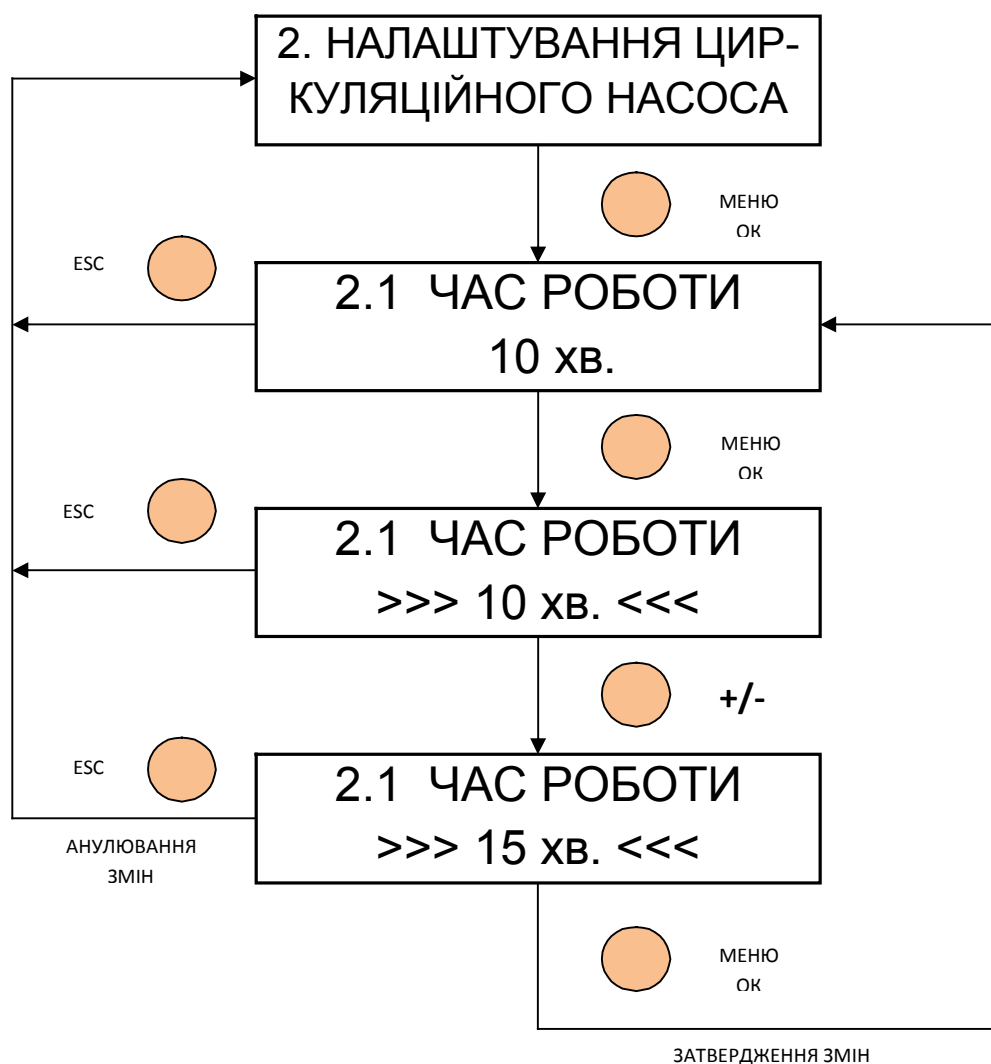 2. НАЛАШТУВАННЯ ЦИР-
КУЛЯЦІЙНОГО НАСОСА
МЕНЮ
ОК
ESC
2.1 ЧАС РОБОТИ
10 хв.
МЕНЮ
ОК
ESC
2.1 ЧАС РОБОТИ
>>> 10 хв. <<<
+/-
ESC
2.1 ЧАС РОБОТИ
>>> 15 хв. <<<
АНУЛЮВАННЯ
ЗМІН
МЕНЮ
ОК
ЗАТВЕРДЖЕННЯ ЗМІН